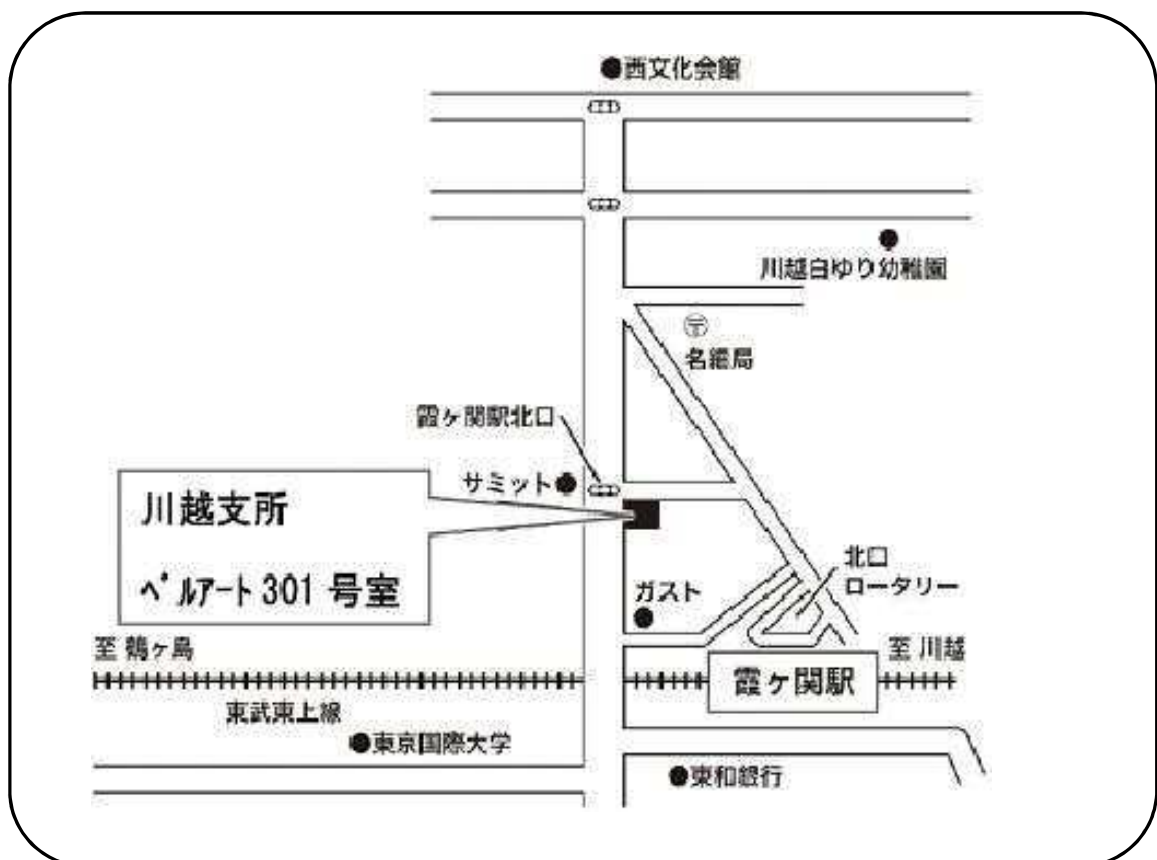 ●西文化会館
川越白ゆり幼稚園
〒
名細局
霞ヶ関駅北口
サミット●
川越支所
ベルアート 301 号室
北口
ロータリー
ガスト
至 鶴ヶ島
至 川越
霞ヶ関駅
東武東上線
●東京国際大学
●東和銀行